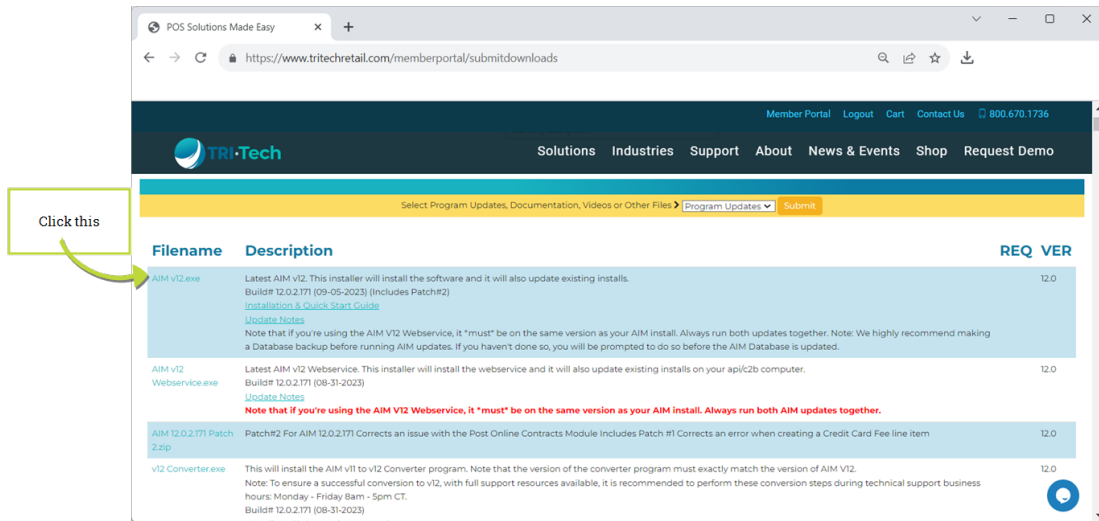 POS Solutions Made Easy
https://www.tritechretail.com/memberportal/submitdownloads
Member Portal Logout Cart Contact Us 800.670.1736
TRI•Tech
Solutions Industries Support About News & Events Shop Request Demo
Click this
Select Program Updates, Documentation, Videos or Other Files Program Updates Submit
Filename Description REQ VER
AIM v12.exe Latest AIM v12. This installer will install the software and it will also update existing installs. 12.0
Build# 12.0.2.171 (09-05-2023) (Includes Patch#2)
Installation & Quick Start Guide
Update Notes
Note that if you're using the AIM V12 Webservice, it *must* be on the same version as your AIM install. Always run both updates together. Note: We highly recommend making
a Database backup before running AIM updates. If you haven't done so, you will be prompted to do so before the AIM Database is updated.
AIM v12 Latest AIM v12 Webservice. This installer will install the webservice and it will also update existing installs on your api/c2b computer. 12.0
Webservice.exe Build# 12.0.2.171 (08-31-2023)
Update Notes
Note that if you're using the AIM V12 Webservice, it *must* be on the same version as your AIM install. Always run both AIM updates together.
AIM 12.0.2.171 Patch Patch#2 For AIM 12.0.2.171 Corrects an issue with the Post Online Contracts Module Includes Patch #1 Corrects an error when creating a Credit Card Fee line item 12.0
2.zip
v12 Converter.exe This will install the AIM v11 to v12 Converter program. Note that the version of the converter program must exactly match the version of AIM V12. 12.0
Note: To ensure a successful conversion to v12, with full support resources available, it is recommended to perform these conversion steps during technical support business
hours: Monday - Friday 8am - 5pm CT.
Build# 12.0.2.171 (08-31-2023)